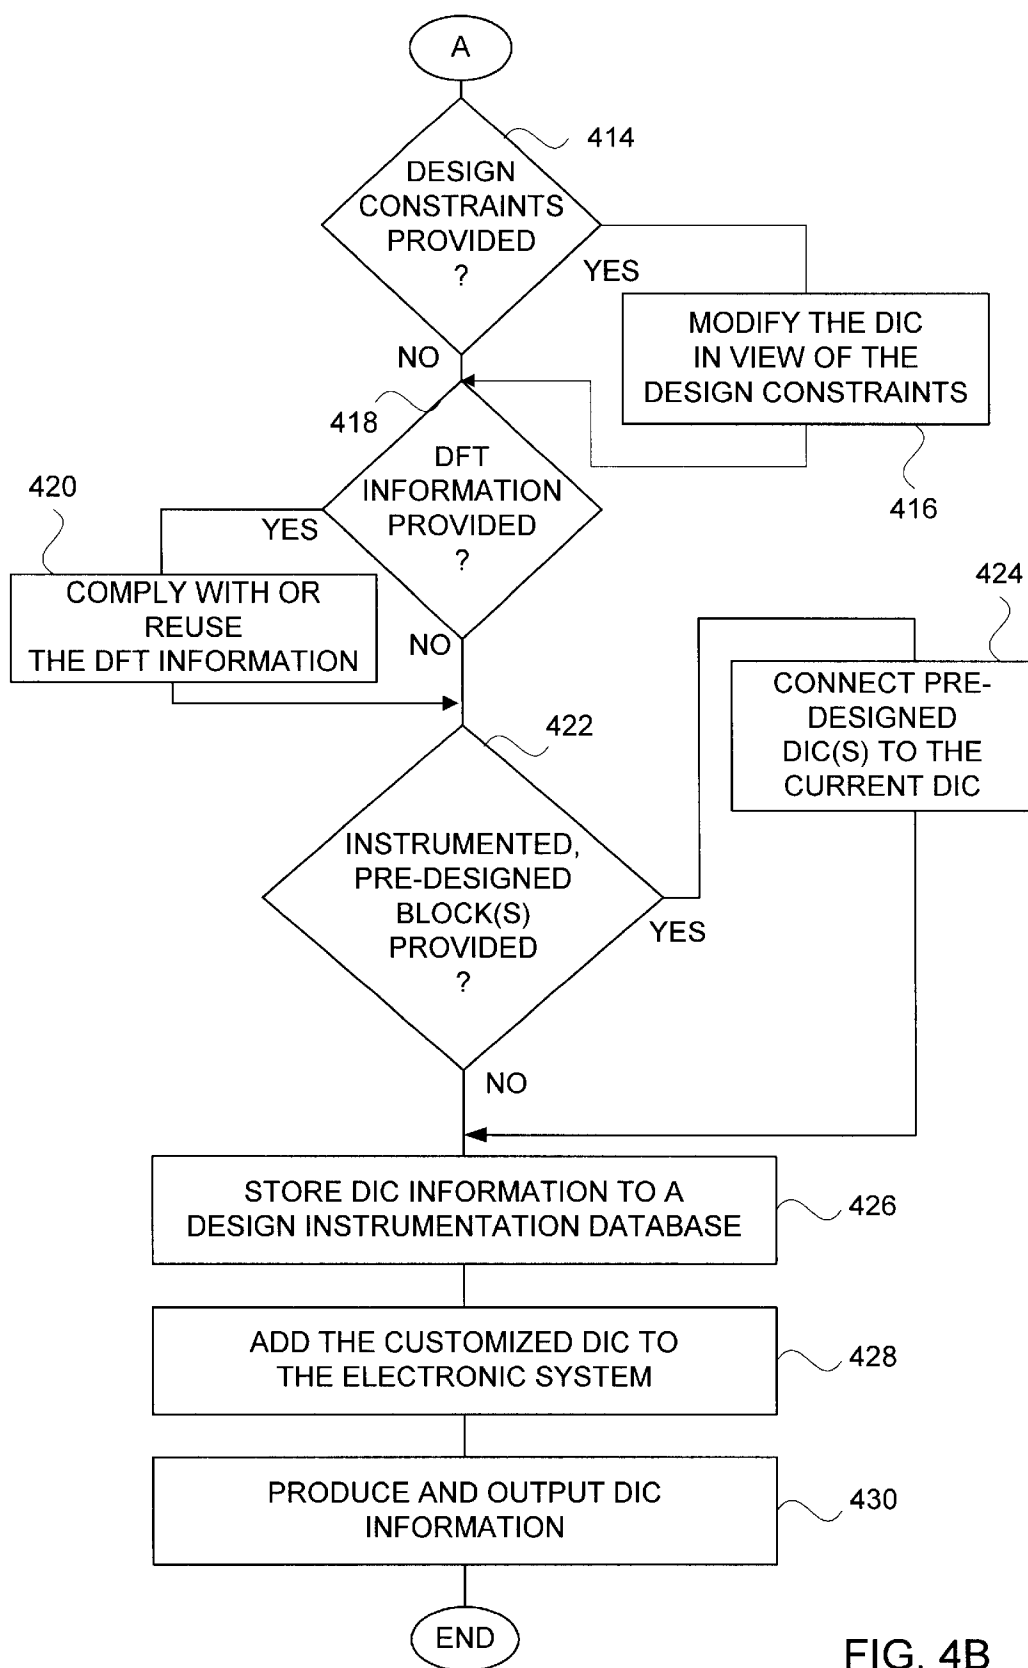 A
414
DESIGN
CONSTRAINTS
PROVIDED
?
YES
MODIFY THE DIC
IN VIEW OF THE
DESIGN CONSTRAINTS
416
NO
418
DFT
INFORMATION
PROVIDED
?
YES
420
COMPLY WITH OR
REUSE
THE DFT INFORMATION
NO
424
CONNECT PRE-
DESIGNED
DIC(S) TO THE
CURRENT DIC
422
INSTRUMENTED,
PRE-DESIGNED
BLOCK(S)
PROVIDED
?
YES
NO
STORE DIC INFORMATION TO A
DESIGN INSTRUMENTATION DATABASE
426
ADD THE CUSTOMIZED DIC TO
THE ELECTRONIC SYSTEM
428
PRODUCE AND OUTPUT DIC
INFORMATION
430
END
FIG. 4B